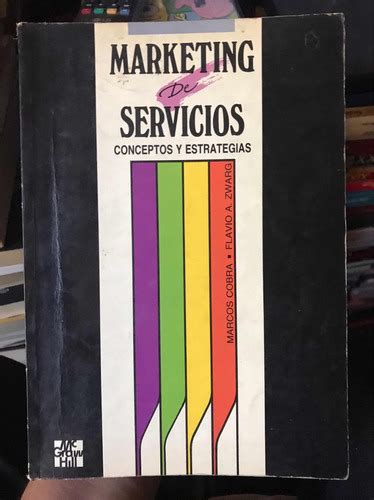 MARKETING
De
SERVICIOS
CONCEPTOS Y ESTRATEGIAS
MARCOS COBRA ■ FLAVIO A. ZWARG
Mc
Graw
Hill